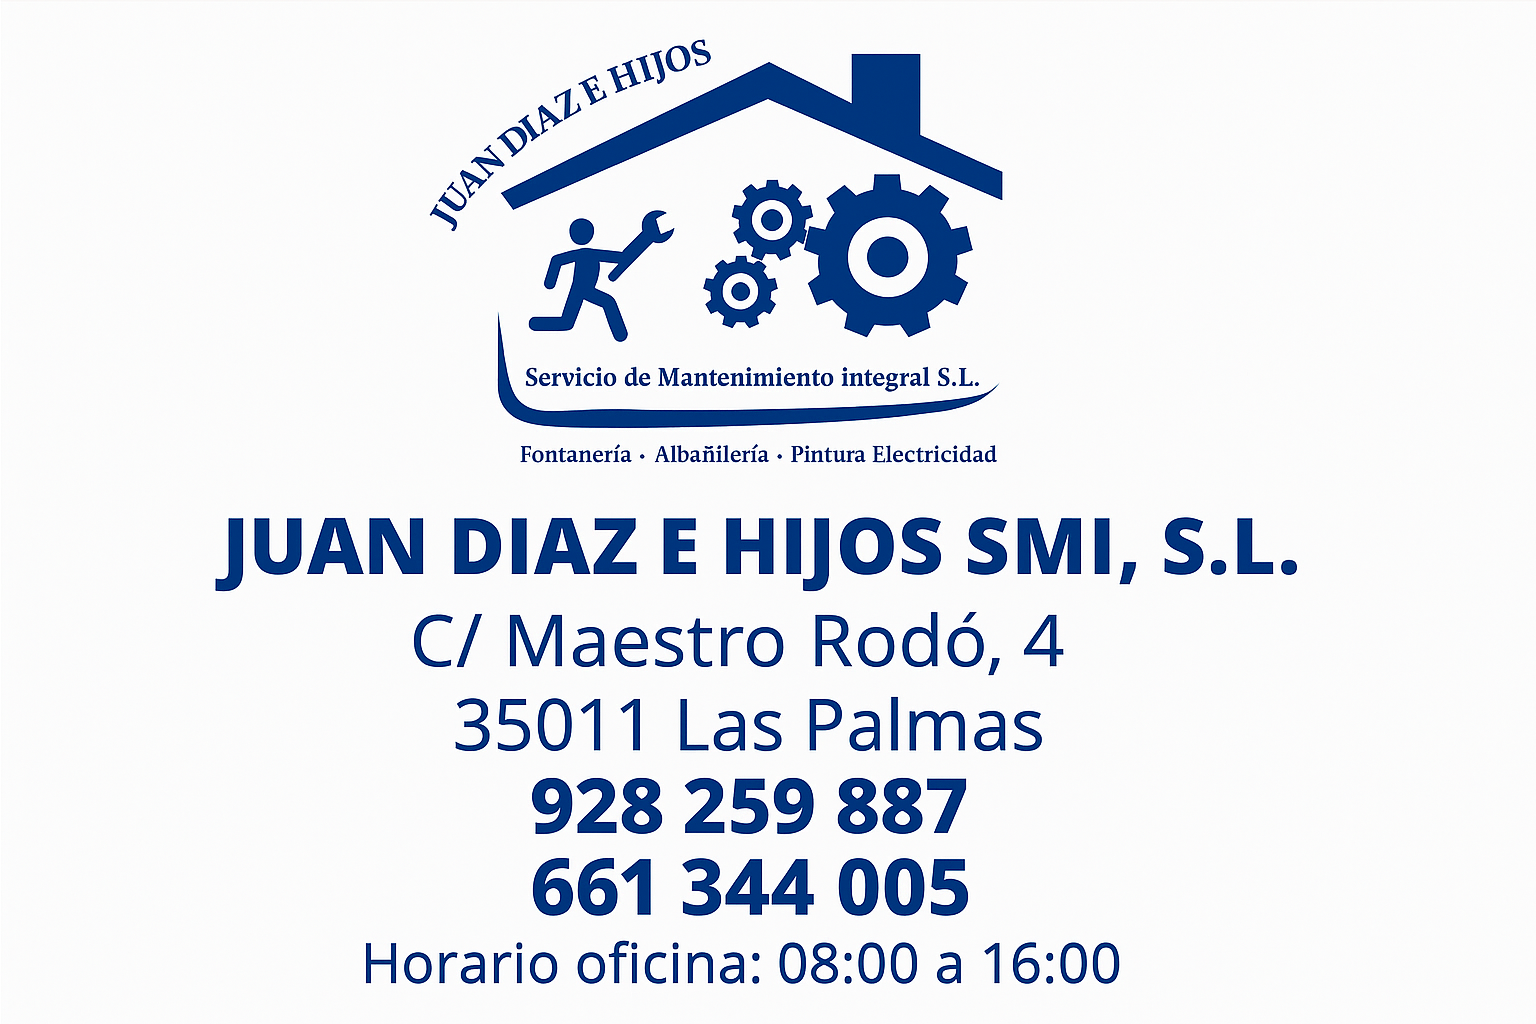 JUAN DIAZ E HIJOS
Servicio de Mantenimiento integral S.L.
Fontanería · Albañilería · Pintura Electricidad
JUAN DIAZ E HIJOS SMI, S.L.
C/ Maestro Rodó, 4
35011 Las Palmas
928 259 887
661 344 005
Horario oficina: 08:00 a 16:00